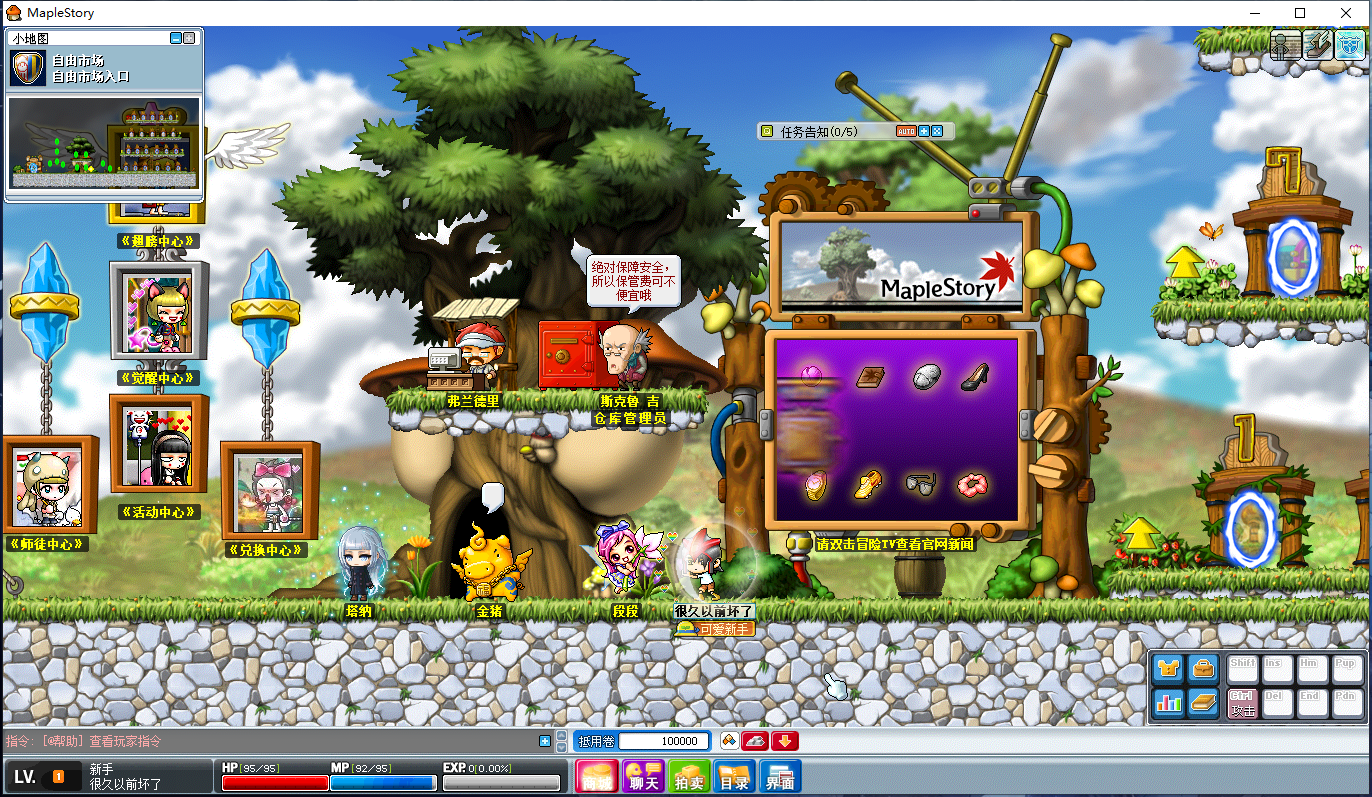 MapleStory
小地图
自由市场
自由市场入口
任务告知(0/5)
AUTO
7
《翅膀中心》
绝对保障安全，
所以保管费可不
便宜哦
MapleStory
《觉醒中心》
弗兰德里
斯克鲁 吉
仓库管理员
1
《活动中心》
《师徒中心》
《兑换中心》
请双击冒险TV查看官网新闻
塔纳
金猪
段段
很久以前坏了
可爱新手
Shift
Ins
Hm
Pup
Ctrl
攻击
Del
End
Pdn
指令：[@帮助] 查看玩家指令
抵用卷
100000
LV. 1
新手
很久以前坏了
HP[95/95]
MP[92/95]
EXP. 0[0.00%]
商城
聊天
拍卖
目录
界面